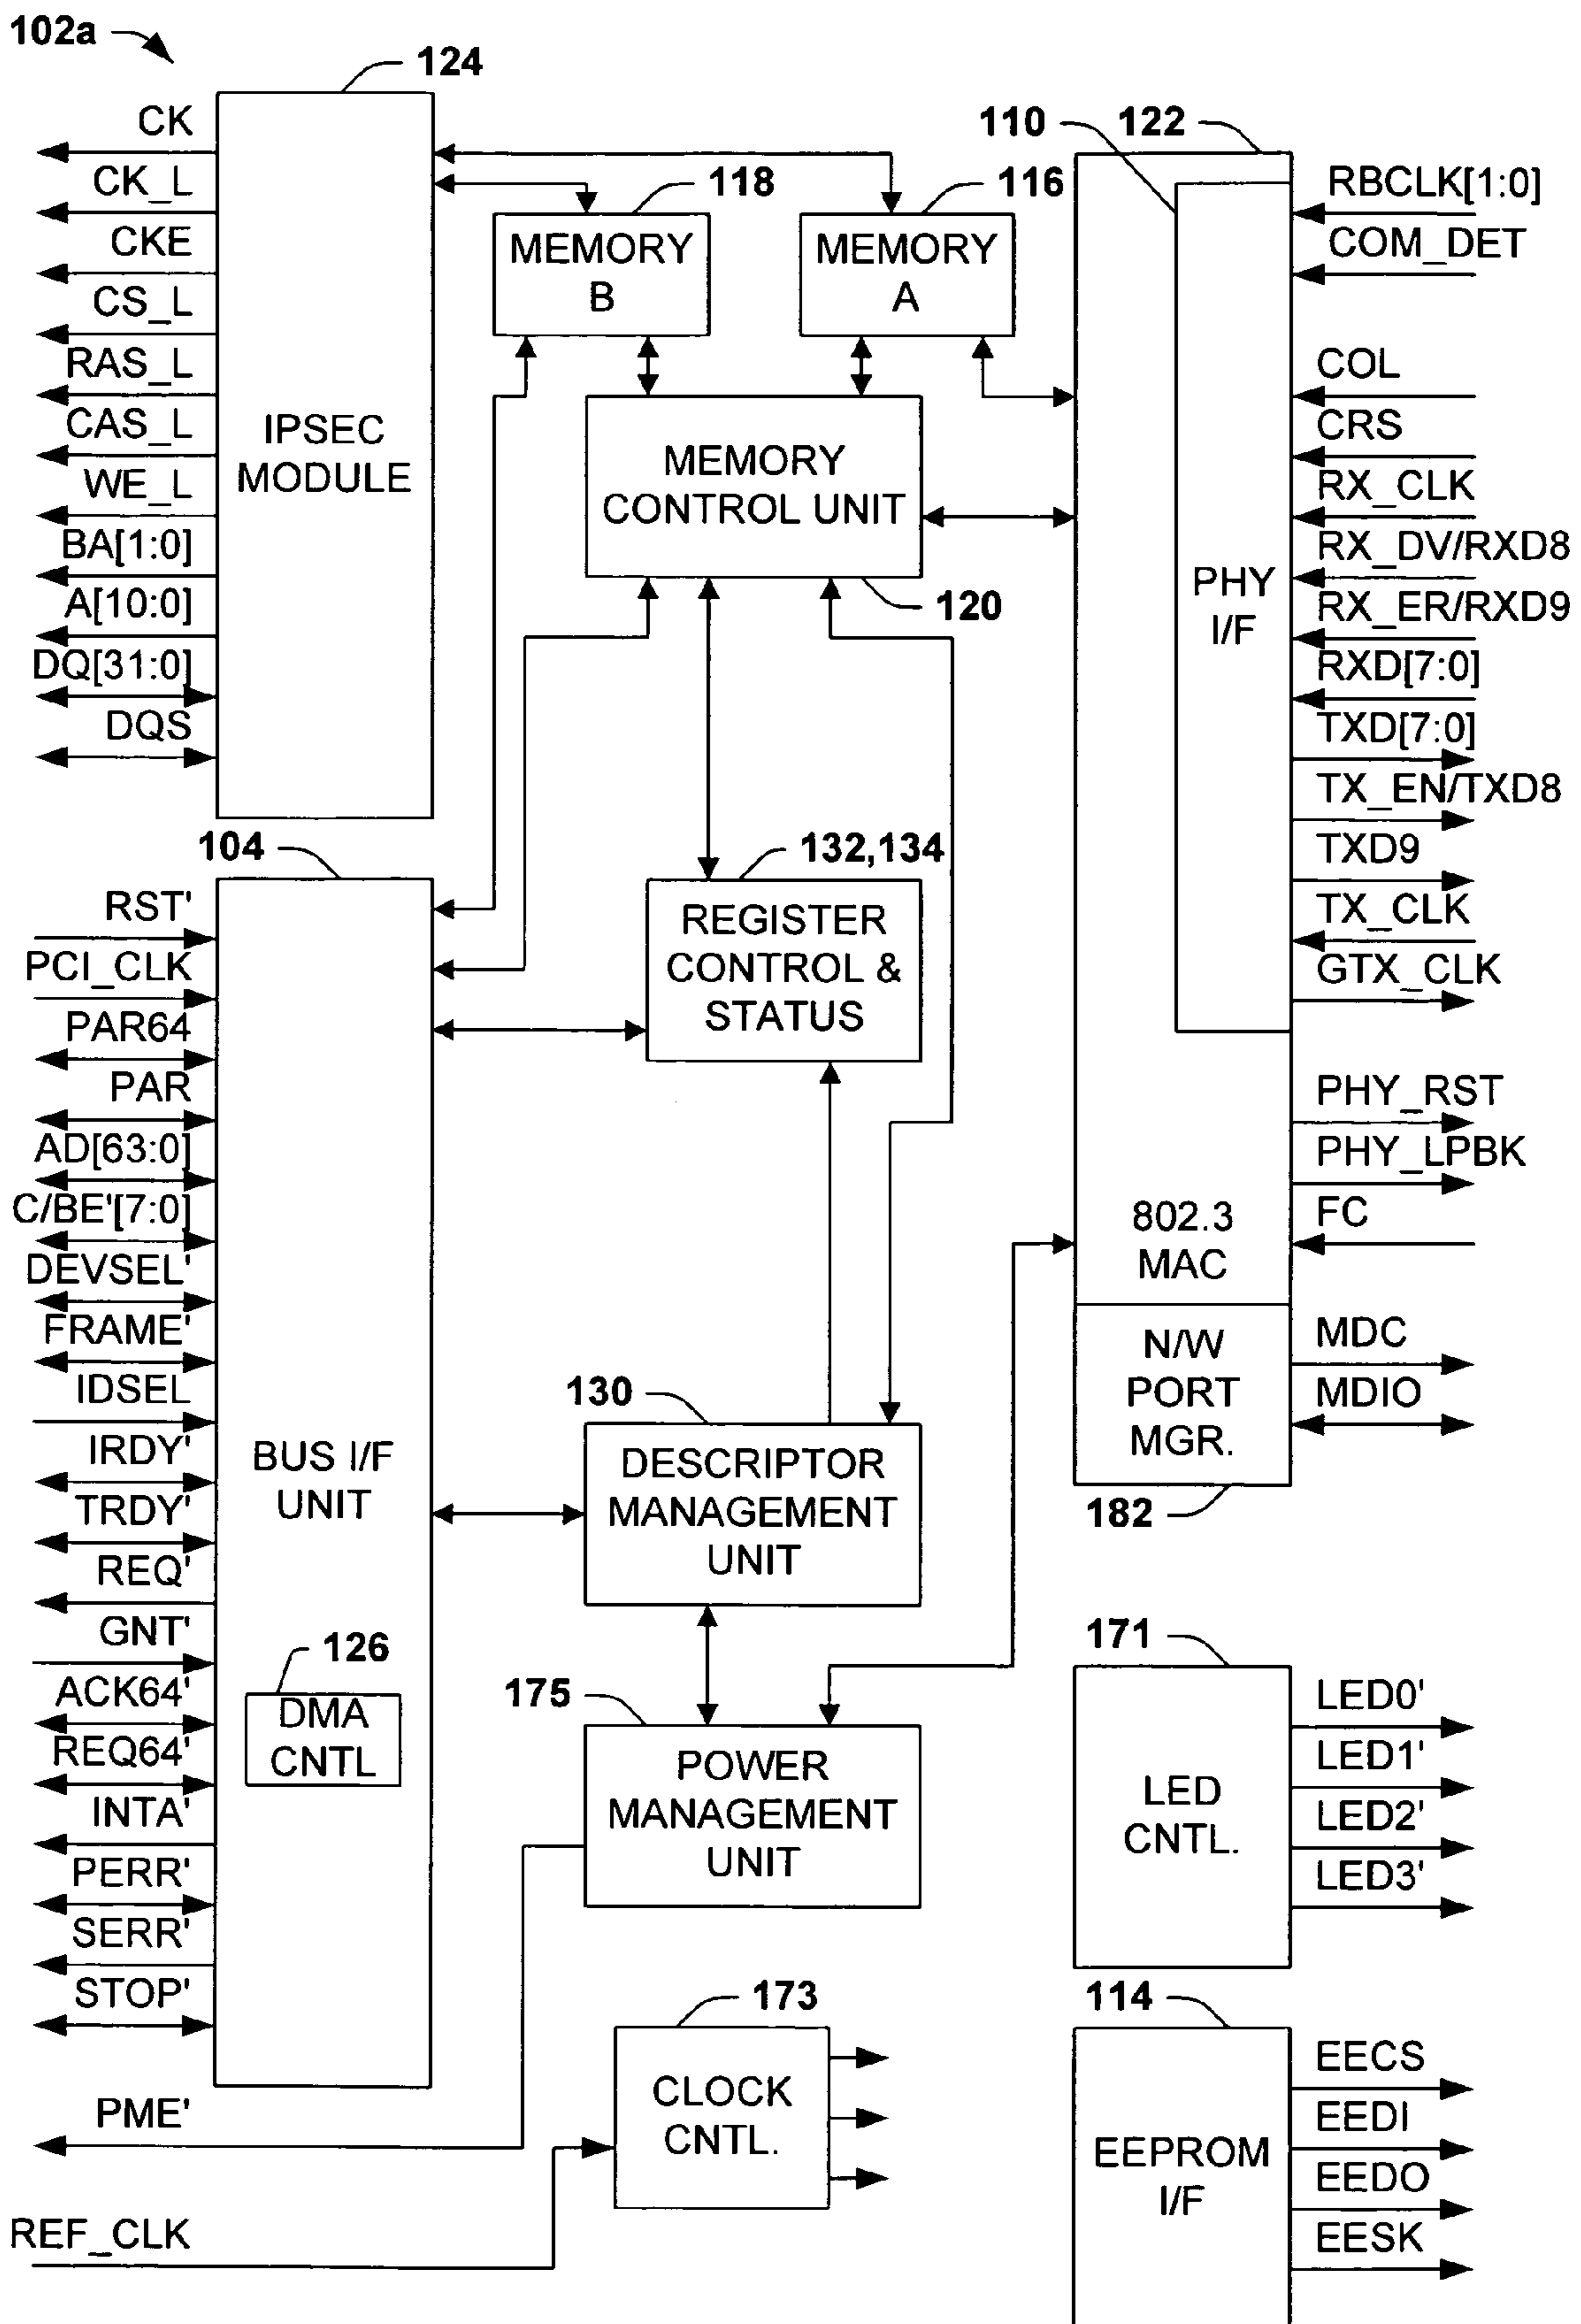 102a
124
CK
CK_L
CKE
CS_L
RAS_L
CAS_L
WE_L
BA[1:0]
A[10:0]
DQ[31:0]
DQS
IPSEC
MODULE
118
MEMORY
B
116
MEMORY
A
MEMORY
CONTROL UNIT
120
110
122
PHY
I/F
RBCLK[1:0]
COM_DET
COL
CRS
RX_CLK
RX_DV/RXD8
RX_ER/RXD9
RXD[7:0]
TXD[7:0]
TX_EN/TXD8
TXD9
TX_CLK
GTX_CLK
PHY_RST
PHY_LPBK
FC
802.3
MAC
N/W
PORT
MGR.
MDC
MDIO
182
104
RST'
PCI_CLK
PAR64
PAR
AD[63:0]
C/BE'[7:0]
DEVSEL'
FRAME'
IDSEL
IRDY'
TRDY'
REQ'
GNT'
ACK64'
REQ64'
INTA'
PERR'
SERR'
STOP'
BUS I/F
UNIT
126
DMA
CNTL
132,134
REGISTER
CONTROL &
STATUS
130
DESCRIPTOR
MANAGEMENT
UNIT
175
POWER
MANAGEMENT
UNIT
171
LED
CNTL.
LED0'
LED1'
LED2'
LED3'
PME'
REF_CLK
173
CLOCK
CNTL.
114
EEPROM
I/F
EECS
EEDI
EEDO
EESK